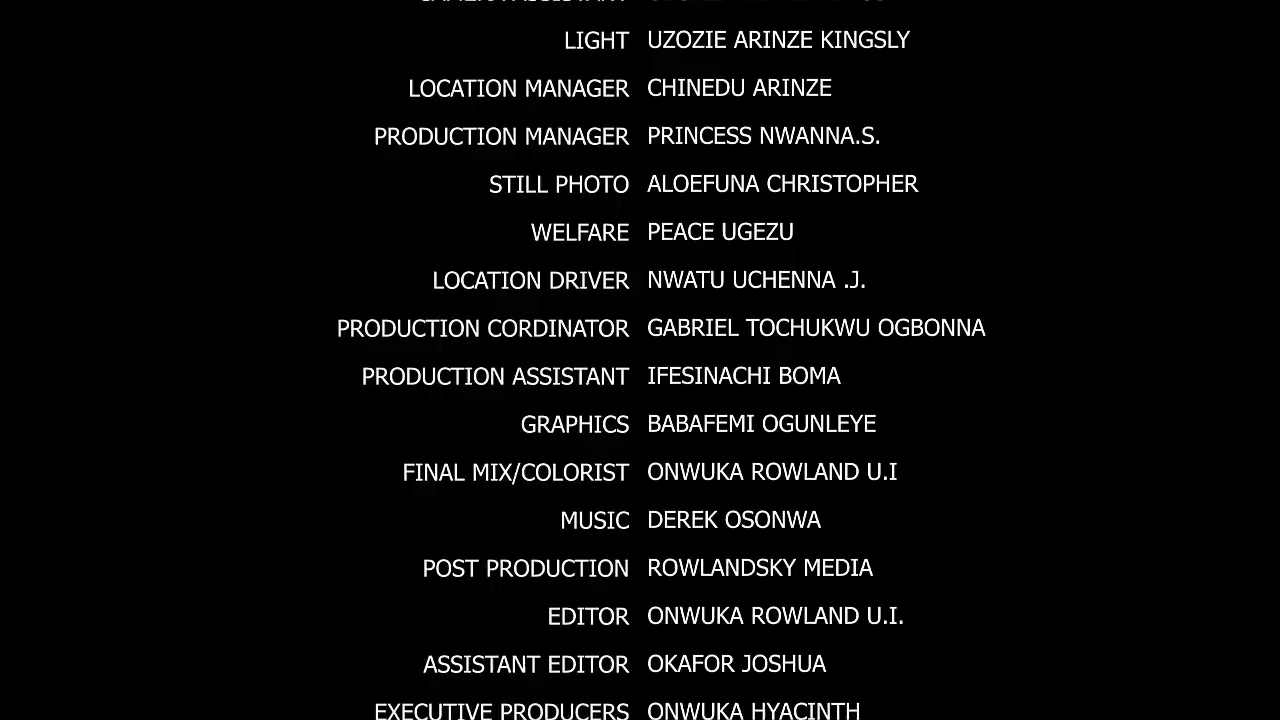 LIGHT UZOZIE ARINZE KINGSLY
LOCATION MANAGER CHINEDU ARINZE
PRODUCTION MANAGER PRINCESS NWANNA.S.
STILL PHOTO ALOEFUNA CHRISTOPHER
WELFARE PEACE UGEZU
LOCATION DRIVER NWATU UCHENNA .J.
PRODUCTION CORDINATOR GABRIEL TOCHUKWU OGBONNA
PRODUCTION ASSISTANT IFESINACHI BOMA
GRAPHICS BABAFEMI OGUNLEYE
FINAL MIX/COLORIST ONWUKA ROWLAND U.I
MUSIC DEREK OSONWA
POST PRODUCTION ROWLANDSKY MEDIA
EDITOR ONWUKA ROWLAND U.I.
ASSISTANT EDITOR OKAFOR JOSHUA
EXECUTIVE PRODUCERS ONWUKA HYACINTH